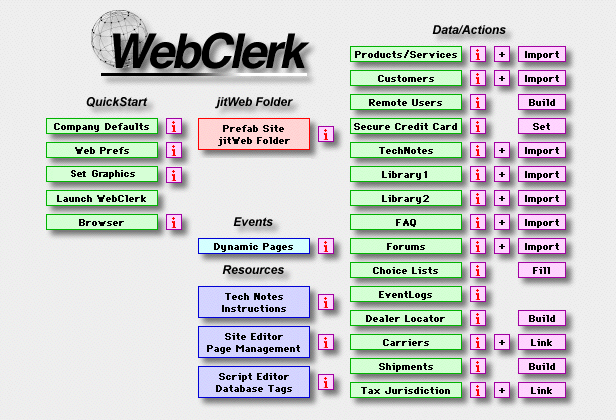 WebClerk
QuickStart
Company Defaults i
Web Prefs i
Set Graphics i
Launch WebClerk
Browser i
jitWeb Folder
Prefab Site
jitWeb Folder i
Events
Dynamic Pages i
Resources
Tech Notes
Instructions i
Site Editor
Page Management i
Script Editor
Database Tags i
Data/Actions
Products/Services i + Import
Customers i + Import
Remote Users i Build
Secure Credit Card i Set
TechNotes i + Import
Library1 i + Import
Library2 i + Import
FAQ i + Import
Forums i + Import
Choice Lists i Fill
EventLogs i
Dealer Locator i Build
Carriers i + Link
Shipments i Build
Tax Jurisdiction i + Link